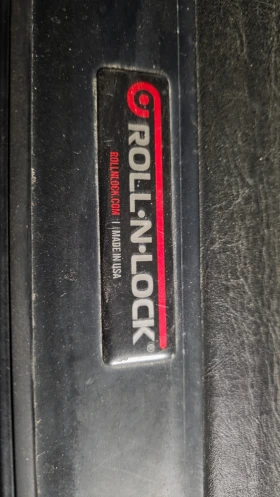 ROLL·N·LOCK®
ROLLNLOCK.COM || MADE IN USA